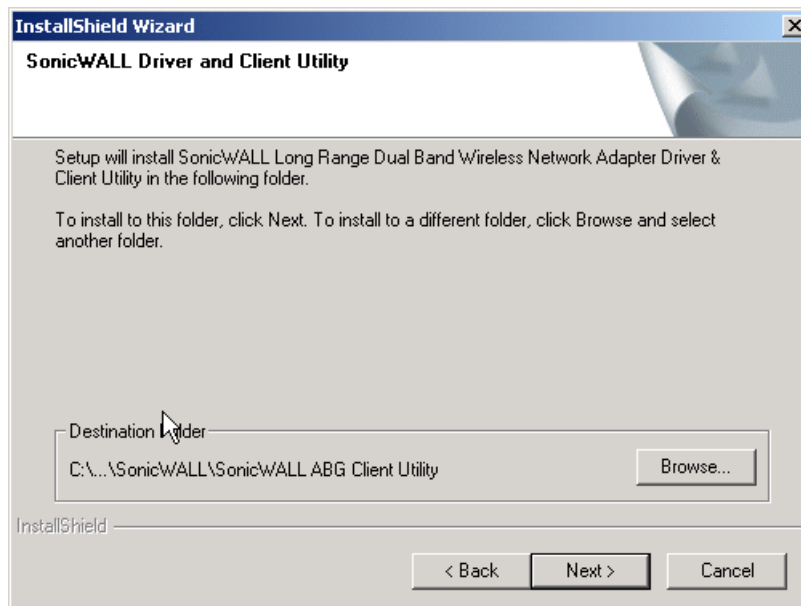 InstallShield Wizard
SonicWALL Driver and Client Utility
Setup will install SonicWALL Long Range Dual Band Wireless Network Adapter Driver &
Client Utility in the following folder.
To install to this folder, click Next. To install to a different folder, click Browse and select
another folder.
Destination Folder
C:\...\SonicWALL\SonicWALL ABG Client Utility
Browse...
InstallShield
< Back
Next >
Cancel